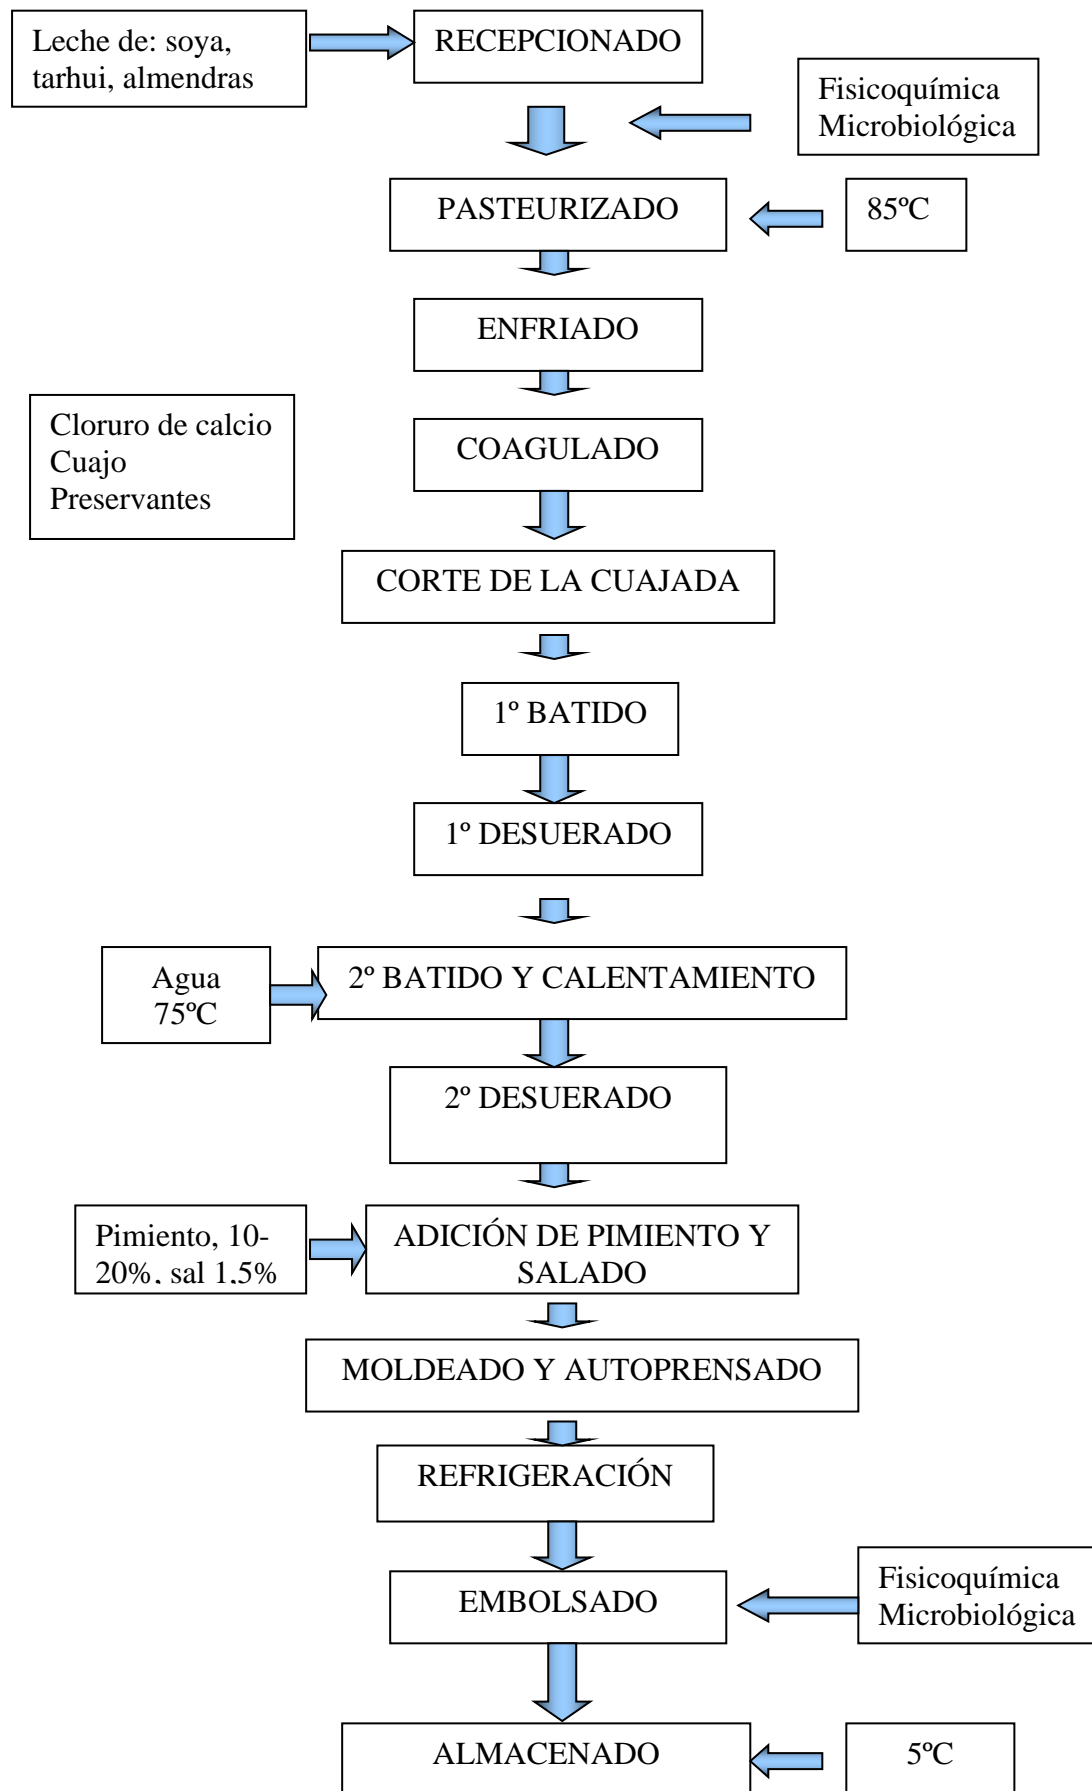 Leche de: soya,
tarhui, almendras
RECEPCIONADO
Fisicoquímica
Microbiológica
PASTEURIZADO
85ºC
ENFRIADO
Cloruro de calcio
Cuajo
Preservantes
COAGULADO
CORTE DE LA CUAJADA
1º BATIDO
1º DESUERADO
Agua
75ºC
2º BATIDO Y CALENTAMIENTO
2º DESUERADO
Pimiento, 10-
20%, sal 1,5%
ADICIÓN DE PIMIENTO Y
SALADO
MOLDEADO Y AUTOPRENSADO
REFRIGERACIÓN
EMBOLSADO
Fisicoquímica
Microbiológica
ALMACENADO
5ºC